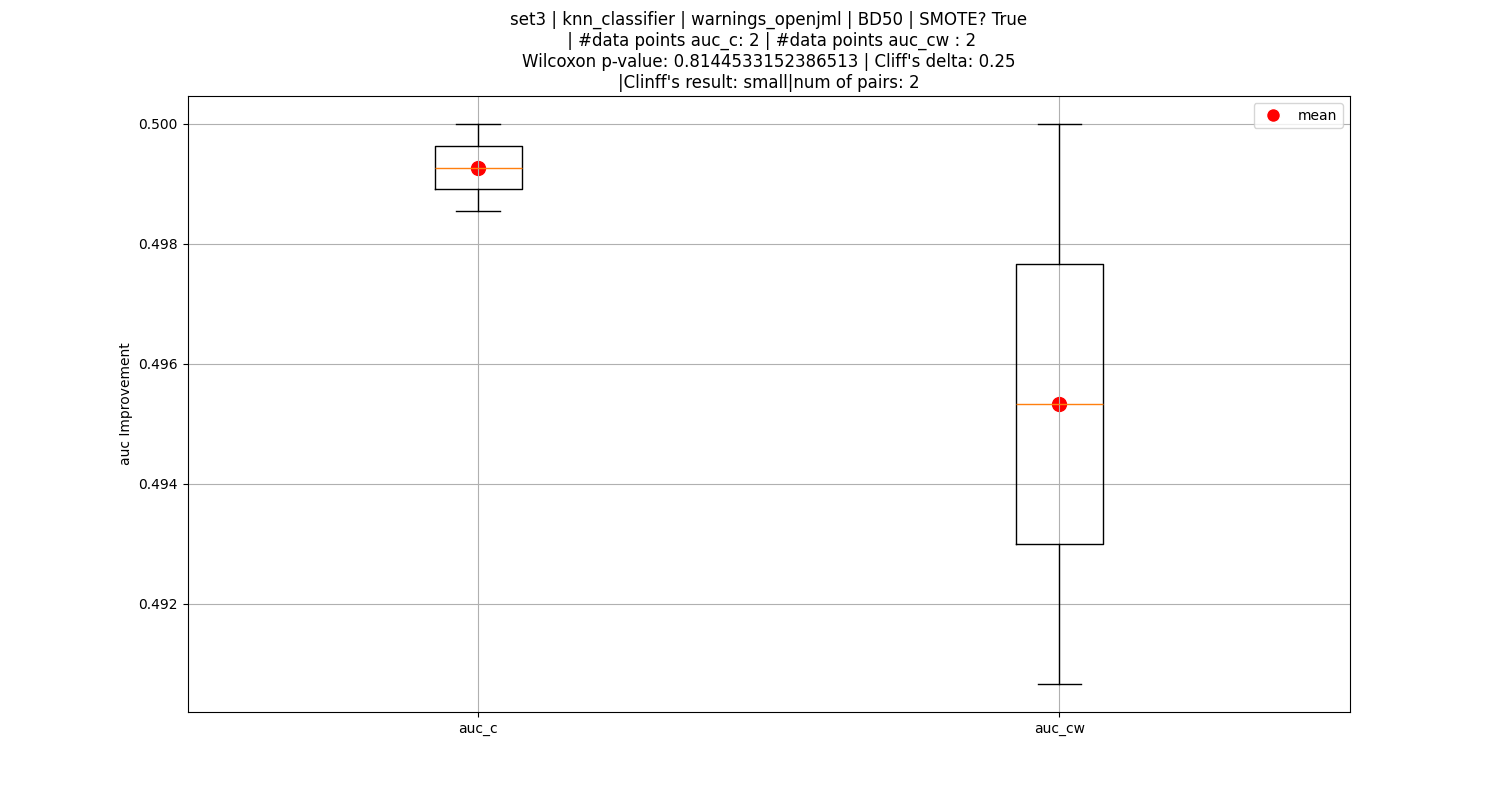 set3 | knn_classifier | warnings_openjml | BD50 | SMOTE? True
| #data points auc_c: 2 | #data points auc_cw : 2
Wilcoxon p-value: 0.8144533152386513 | Cliff's delta: 0.25
|Clinff's result: small|num of pairs: 2
mean
0.500
0.498
0.496
0.494
0.492
auc Improvement
auc_c
auc_cw